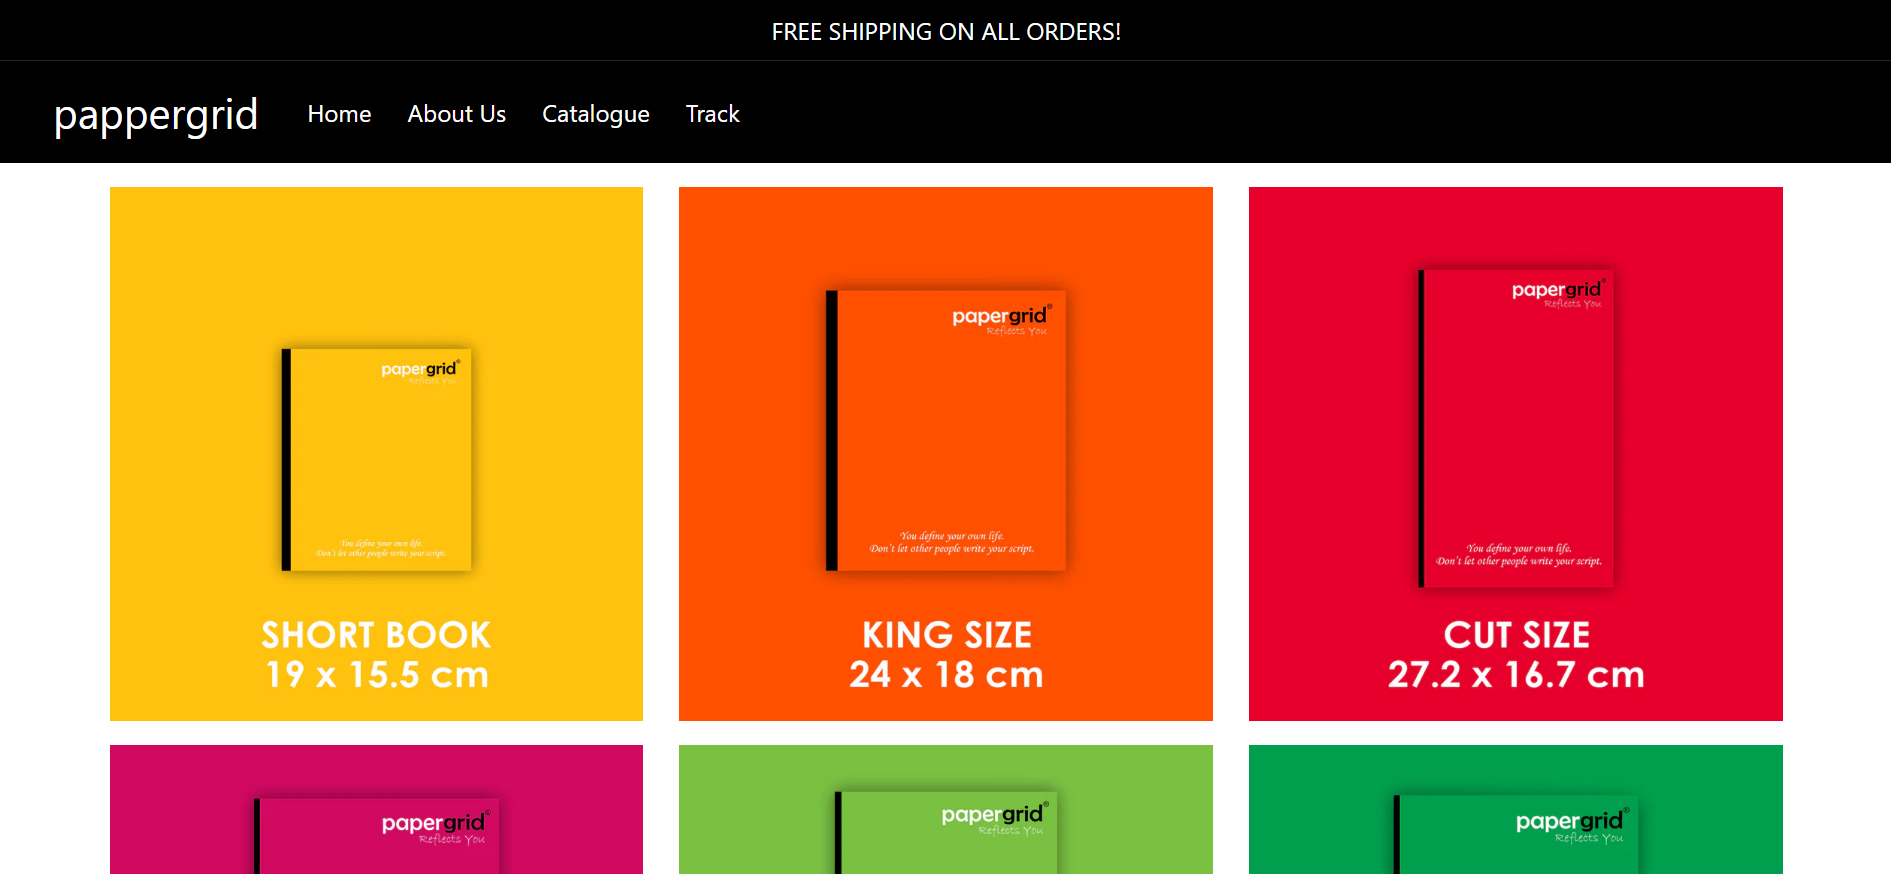 FREE SHIPPING ON ALL ORDERS!
pappergrid Home About Us Catalogue Track
papergrid®
Reflects You
You define your own life.
Don't let other people write your script.
SHORT BOOK
19 x 15.5 cm
papergrid®
Reflects You
You define your own life.
Don't let other people write your script.
KING SIZE
24 x 18 cm
papergrid®
Reflects You
You define your own life.
Don't let other people write your script.
CUT SIZE
27.2 x 16.7 cm
papergrid®
Reflects You
papergrid®
Reflects You
papergrid®
Reflects You